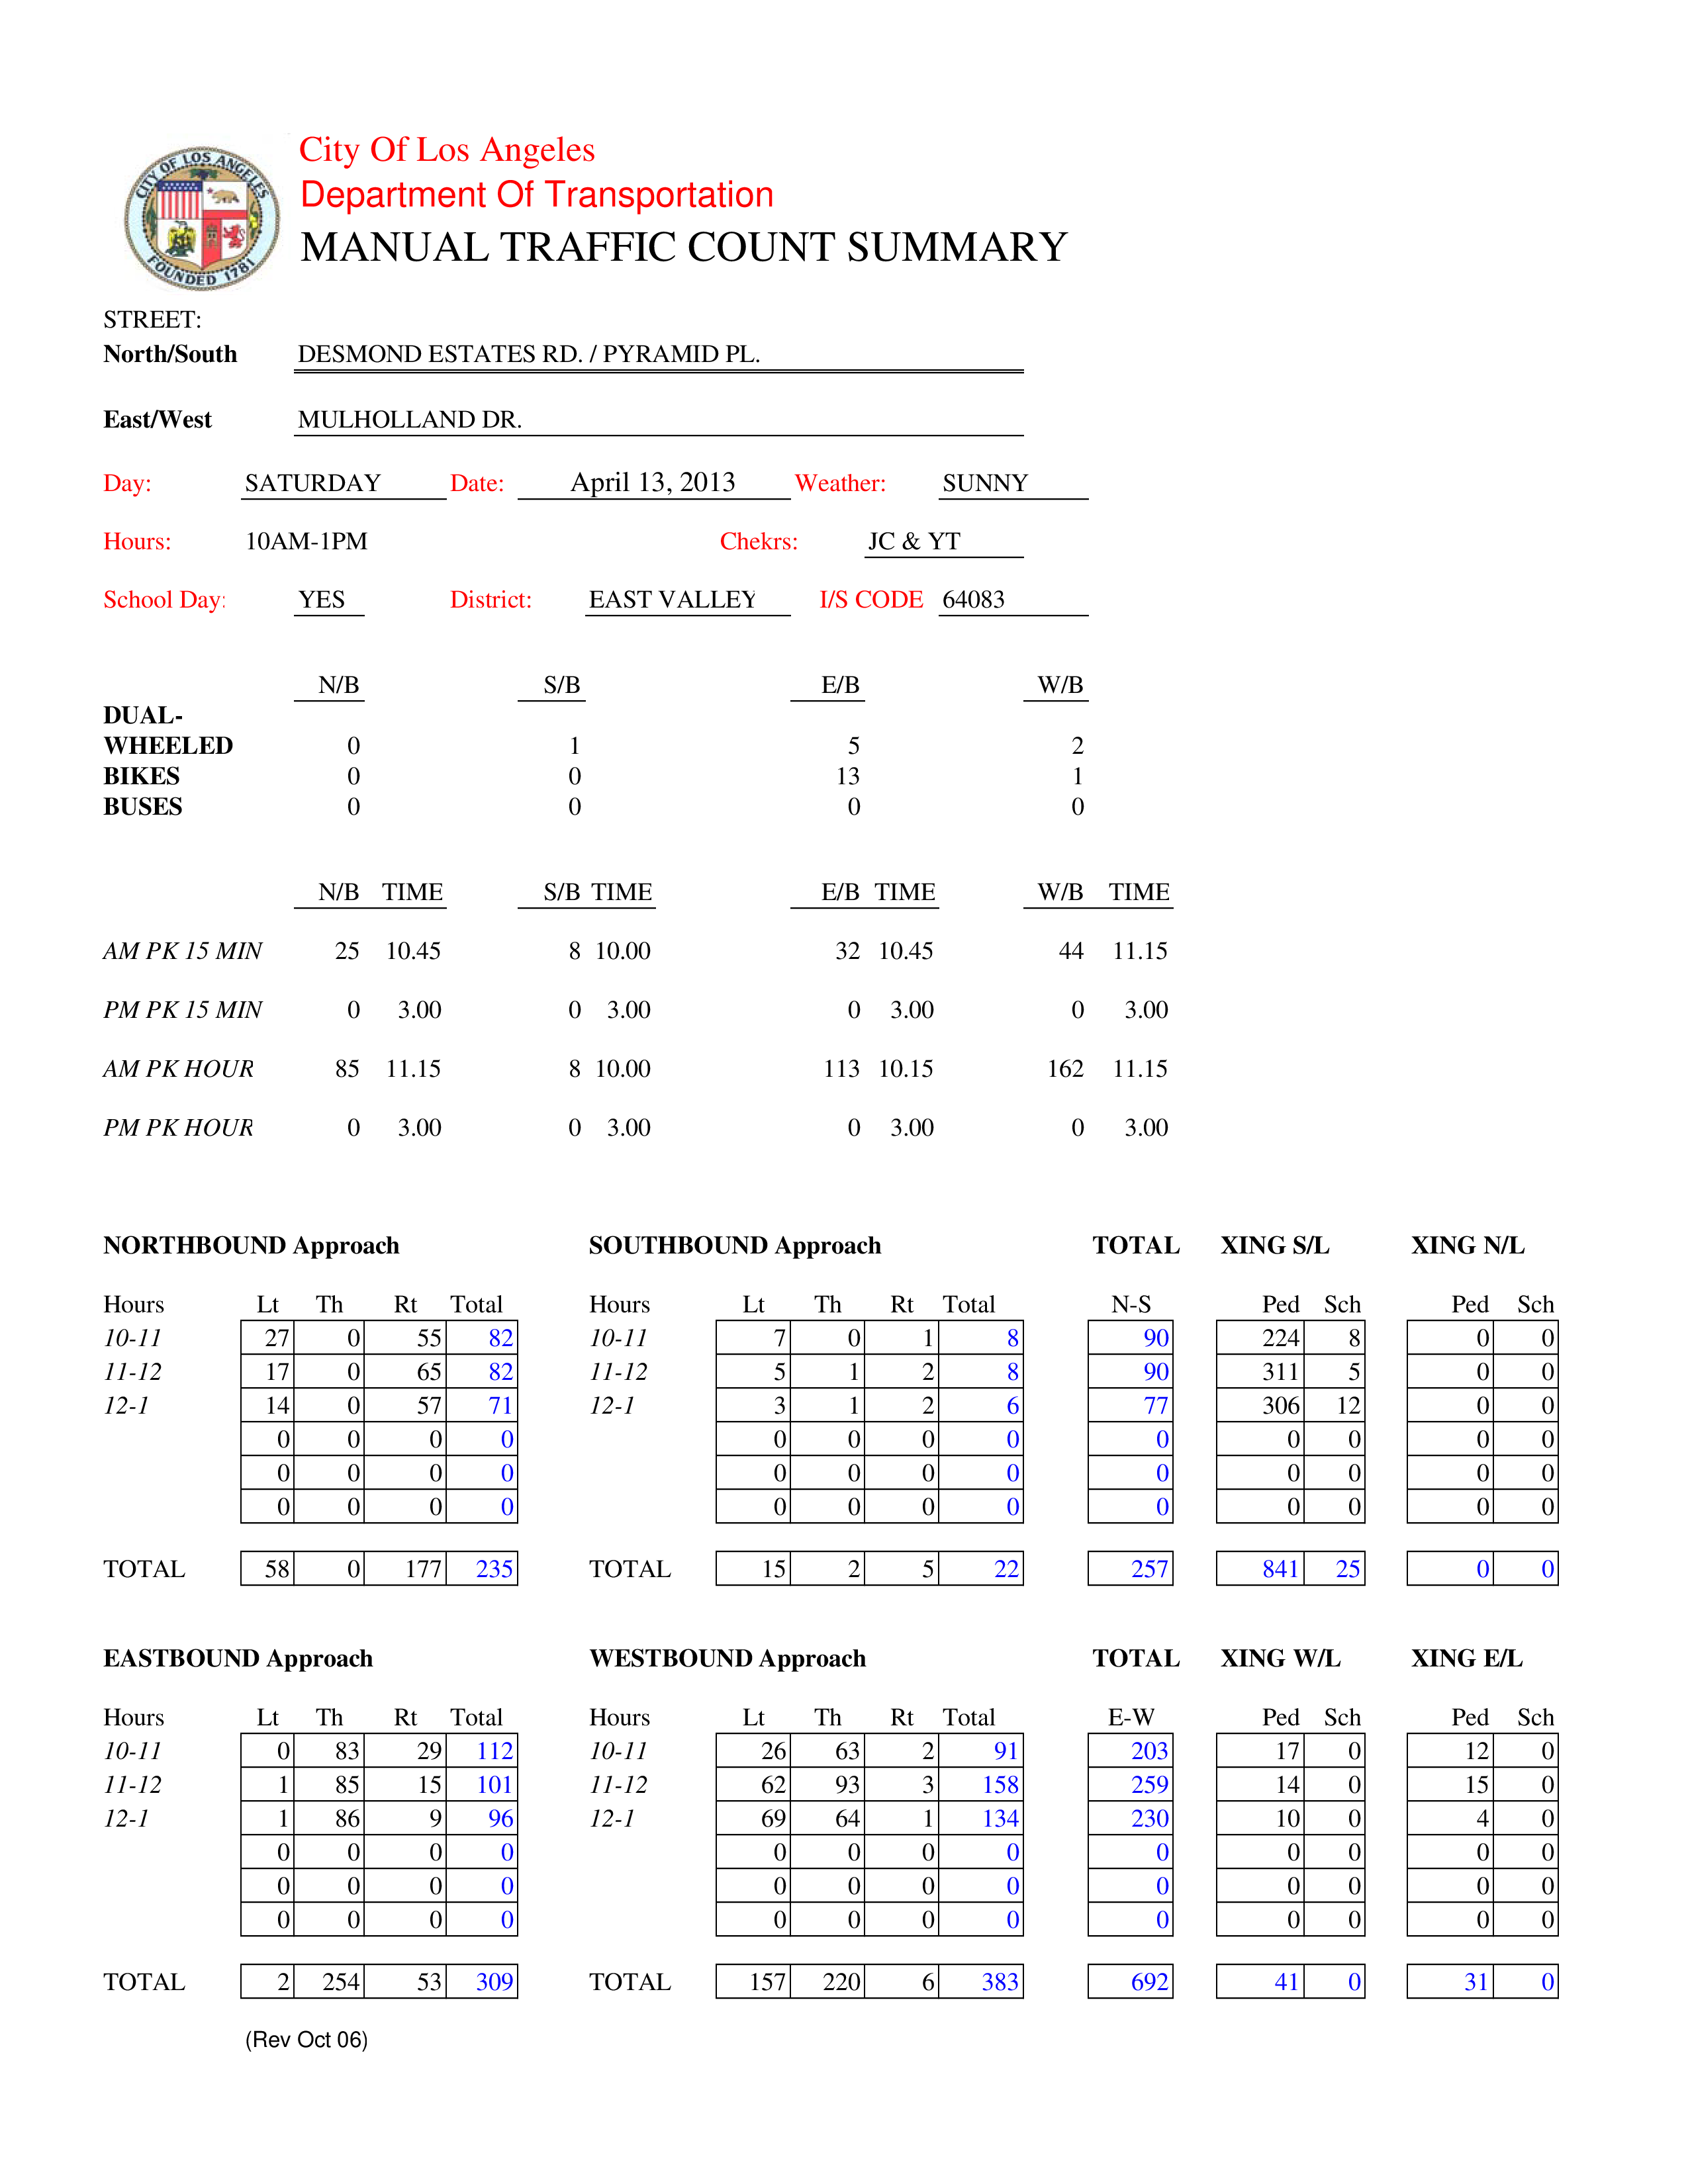 CITY OF LOS ANGELES
FOUNDED 1781
City Of Los Angeles
Department Of Transportation
MANUAL TRAFFIC COUNT SUMMARY
STREET:
North/South DESMOND ESTATES RD. / PYRAMID PL.
East/West MULHOLLAND DR.
Day: SATURDAY Date: April 13, 2013 Weather: SUNNY
Hours: 10AM-1PM Chekrs: JC & YT
School Day: YES District: EAST VALLEY I/S CODE 64083
N/B S/B E/B W/B
DUAL-
WHEELED 0 1 5 2
BIKES 0 0 13 1
BUSES 0 0 0 0
N/B TIME S/B TIME E/B TIME W/B TIME
AM PK 15 MIN 25 10.45 8 10.00 32 10.45 44 11.15
PM PK 15 MIN 0 3.00 0 3.00 0 3.00 0 3.00
AM PK HOUR 85 11.15 8 10.00 113 10.15 162 11.15
PM PK HOUR 0 3.00 0 3.00 0 3.00 0 3.00
NORTHBOUND Approach SOUTHBOUND Approach TOTAL XING S/L XING N/L
Hours Lt Th Rt Total Hours Lt Th Rt Total N-S Ped Sch Ped Sch
10-11 27 0 55 82 10-11 7 0 1 8 90 224 8 0 0
11-12 17 0 65 82 11-12 5 1 2 8 90 311 5 0 0
12-1 14 0 57 71 12-1 3 1 2 6 77 306 12 0 0
0 0 0 0 0 0 0 0 0 0 0 0 0
0 0 0 0 0 0 0 0 0 0 0 0 0
0 0 0 0 0 0 0 0 0 0 0 0 0
TOTAL 58 0 177 235 TOTAL 15 2 5 22 257 841 25 0 0
EASTBOUND Approach WESTBOUND Approach TOTAL XING W/L XING E/L
Hours Lt Th Rt Total Hours Lt Th Rt Total E-W Ped Sch Ped Sch
10-11 0 83 29 112 10-11 26 63 2 91 203 17 0 12 0
11-12 1 85 15 101 11-12 62 93 3 158 259 14 0 15 0
12-1 1 86 9 96 12-1 69 64 1 134 230 10 0 4 0
0 0 0 0 0 0 0 0 0 0 0 0 0
0 0 0 0 0 0 0 0 0 0 0 0 0
0 0 0 0 0 0 0 0 0 0 0 0 0
TOTAL 2 254 53 309 TOTAL 157 220 6 383 692 41 0 31 0
(Rev Oct 06)